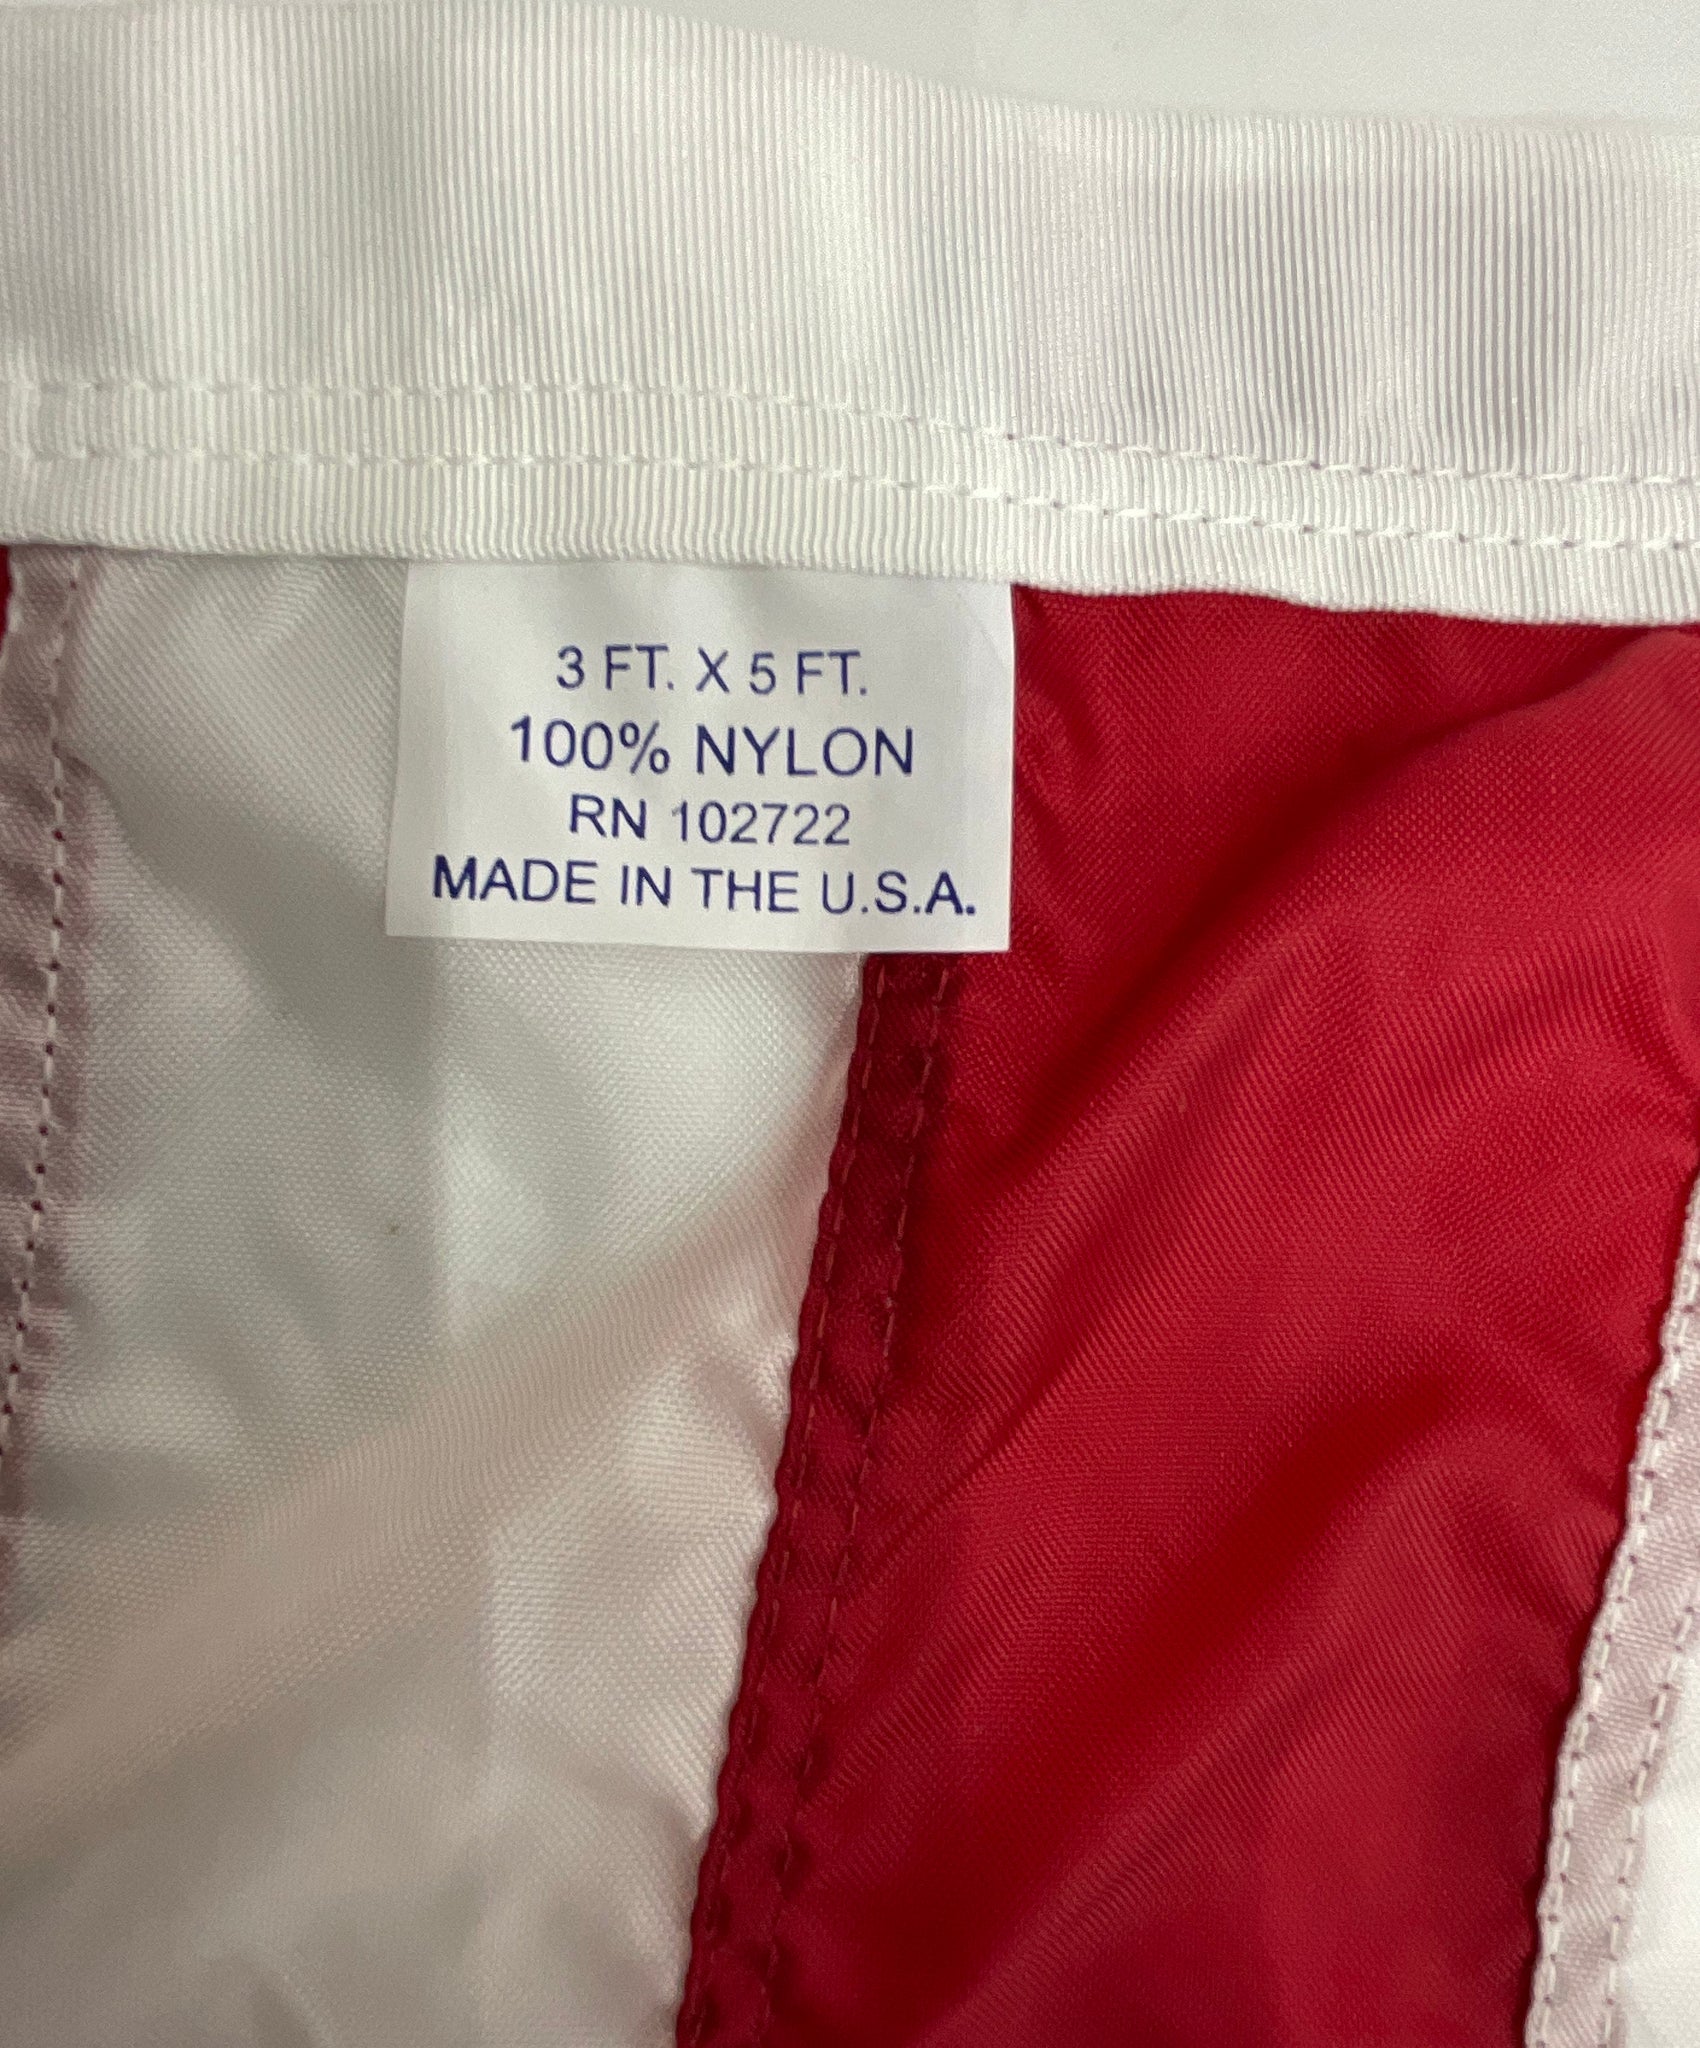 3 FT. X 5 FT.
100% NYLON
RN 102722
MADE IN THE U.S.A.